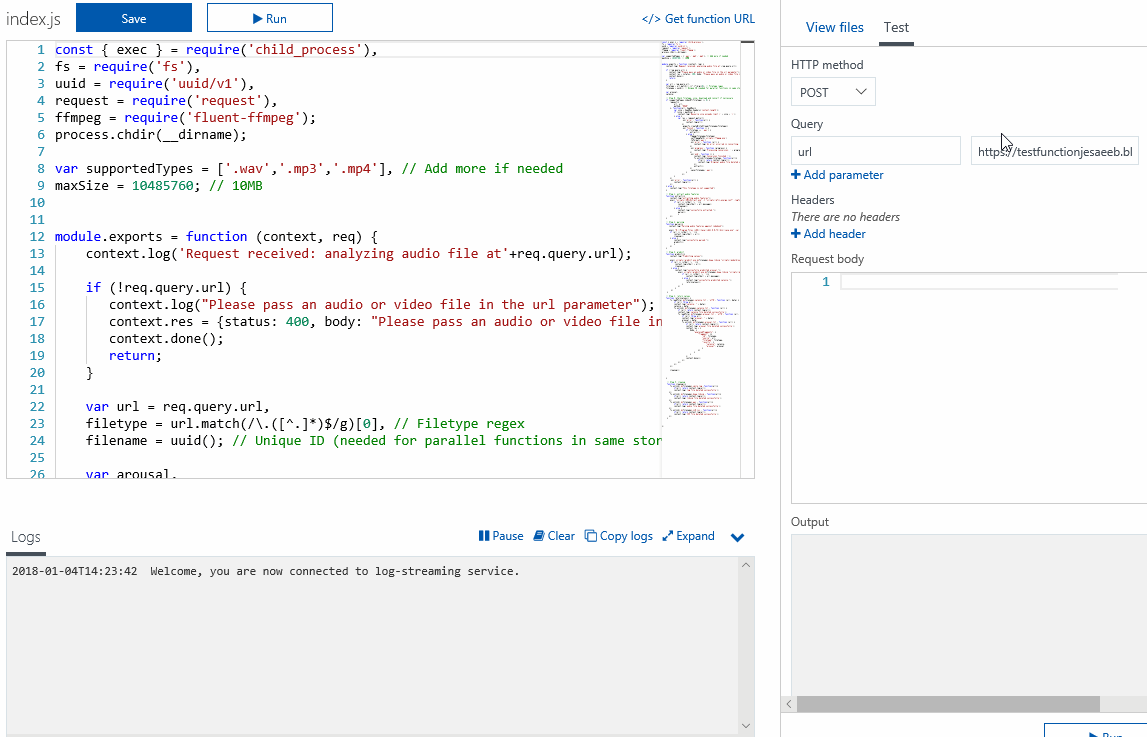 index.js
Save
Run
</> Get function URL
1 const { exec } = require('child_process'),
2 fs = require('fs'),
3 uuid = require('uuid/v1'),
4 request = require('request'),
5 ffmpeg = require('fluent-ffmpeg');
6 process.chdir(__dirname);
7
8 var supportedTypes = ['.wav','.mp3','.mp4'], // Add more if needed
9 maxSize = 10485760; // 10MB
10
11
12 module.exports = function (context, req) {
13 context.log('Request received: analyzing audio file at'+req.query.url);
14
15 if (!req.query.url) {
16 context.log("Please pass an audio or video file in the url parameter");
17 context.res = {status: 400, body: "Please pass an audio or video file in
18 context.done();
19 return;
20 }
21
22 var url = req.query.url,
23 filetype = url.match(/\.([^.]*)$/g)[0], // Filetype regex
24 filename = uuid(); // Unique ID (needed for parallel functions in same stor
25
26 var arousal,
Logs
Pause
Clear
Copy logs
Expand
2018-01-04T14:23:42 Welcome, you are now connected to log-streaming service.
View files
Test
HTTP method
POST
Query
url
https://testfunctionjesaeeb.bl
+ Add parameter
Headers
There are no headers
+ Add header
Request body
1
Output
Run